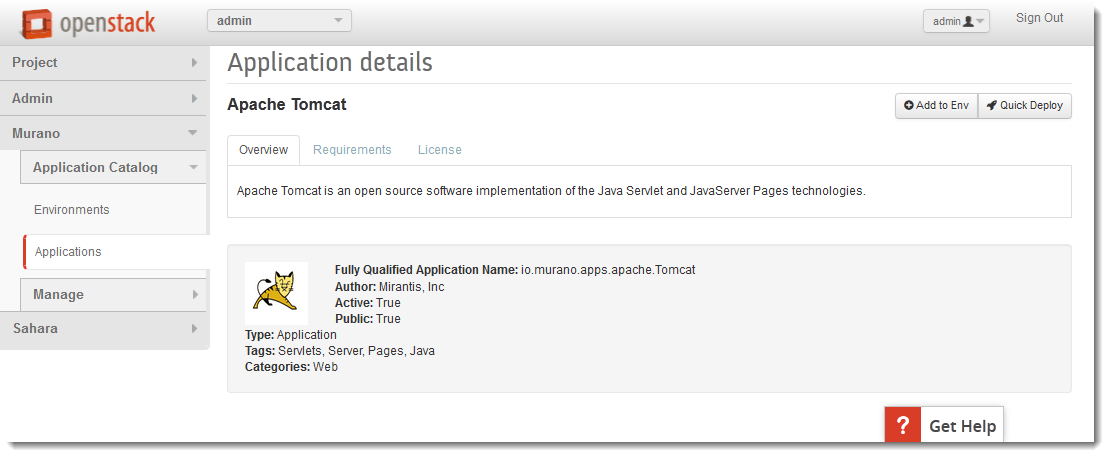 openstack
admin
admin
Sign Out
Project
Admin
Murano
Application Catalog
Environments
Applications
Manage
Sahara
Application details
Apache Tomcat
Add to Env
Quick Deploy
Overview
Requirements
License
Apache Tomcat is an open source software implementation of the Java Servlet and JavaServer Pages technologies.
Fully Qualified Application Name: io.murano.apps.apache.Tomcat
Author: Mirantis, Inc
Active: True
Public: True
Type: Application
Tags: Servlets, Server, Pages, Java
Categories: Web
? Get Help